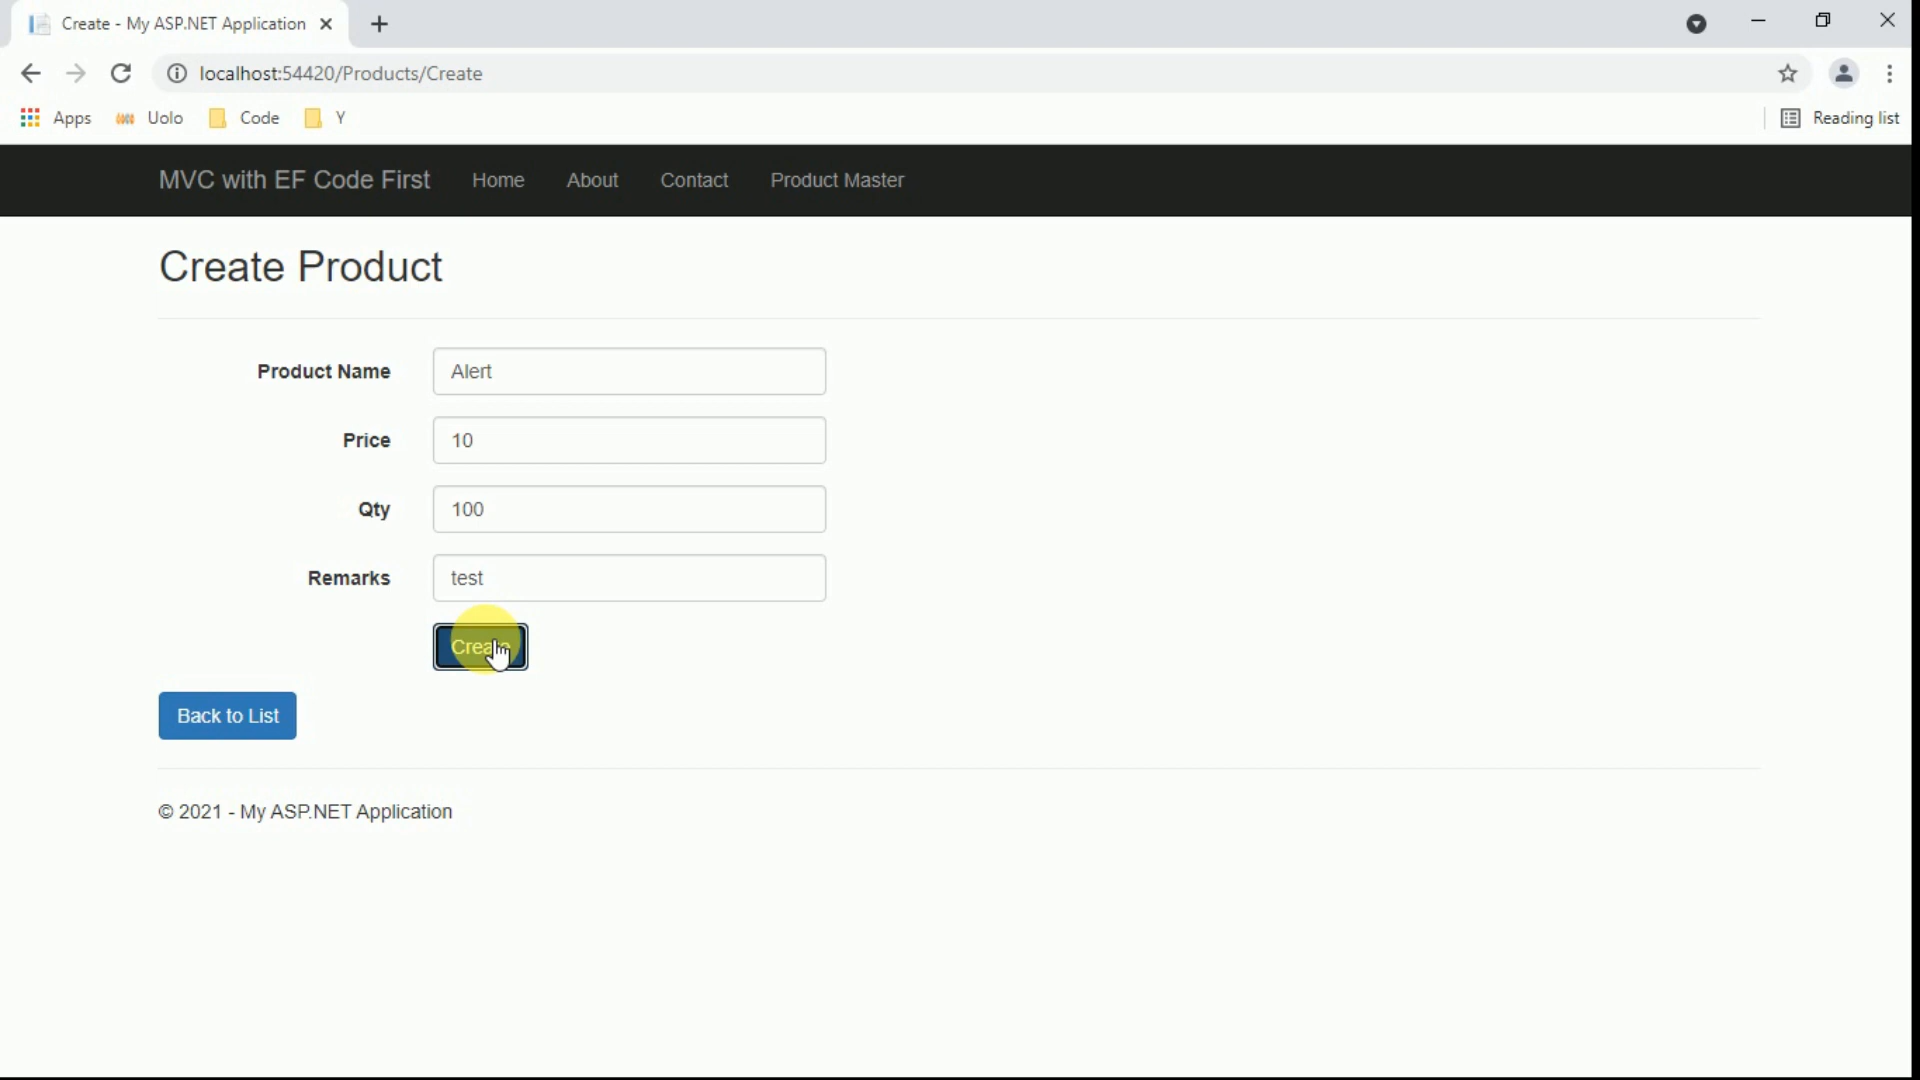 Create - My ASP.NET Application
localhost:54420/Products/Create
Apps Uolo Code Y Reading list
MVC with EF Code First Home About Contact Product Master
Create Product
Product Name Alert
Price 10
Qty 100
Remarks test
Create
Back to List
© 2021 - My ASP.NET Application